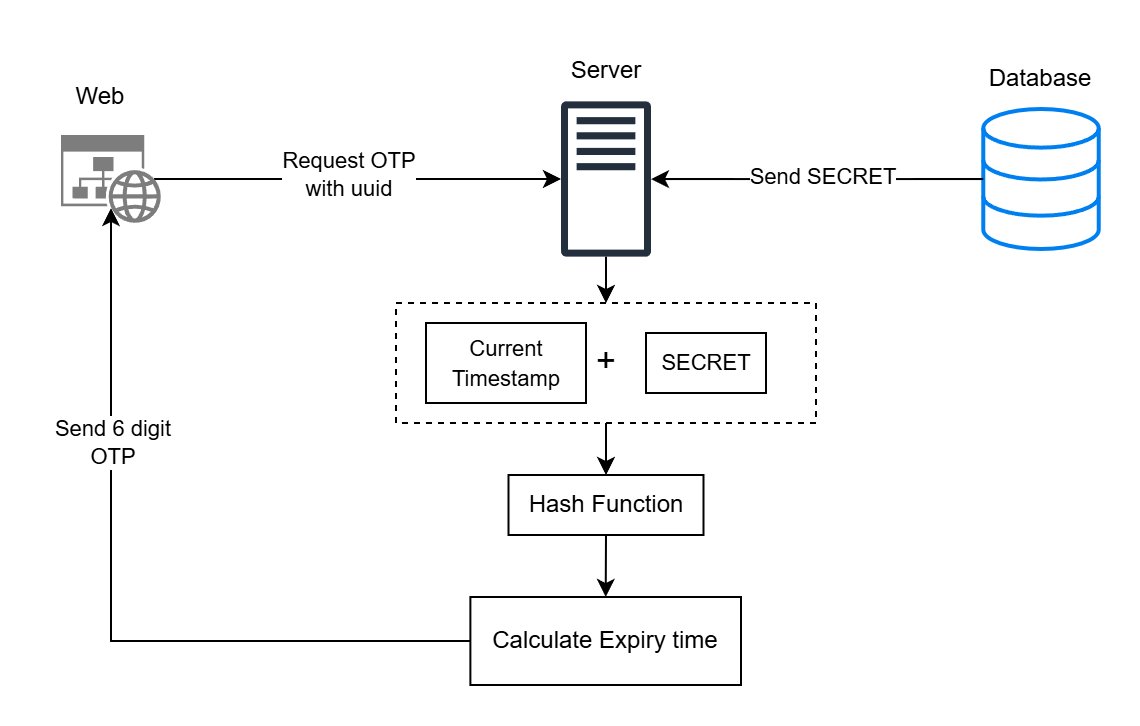 Server
Database
Web
Request OTP
with uuid
Send SECRET
Current
Timestamp
+
SECRET
Send 6 digit
OTP
Hash Function
Calculate Expiry time